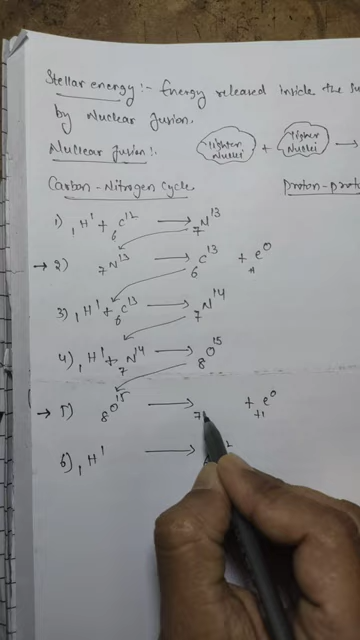 Stellar energy :- Energy released inside the
by Nuclear fusion.
Nuclear fusion :- Lighter Nuclei + Lighter Nuclei →
Carbon-Nitrogen Cycle
1) ₁H¹ + ₆C¹² → ₇N¹³
→ 2) ₇N¹³ → ₆C¹³ + ₊₁e⁰
3) ₁H¹ + ₆C¹³ → ₇N¹⁴
4) ₁H¹ + ₇N¹⁴ → ₈O¹⁵
→ 5) ₈O¹⁵ → ₇ + ₊₁e⁰
6) ₁H¹ →